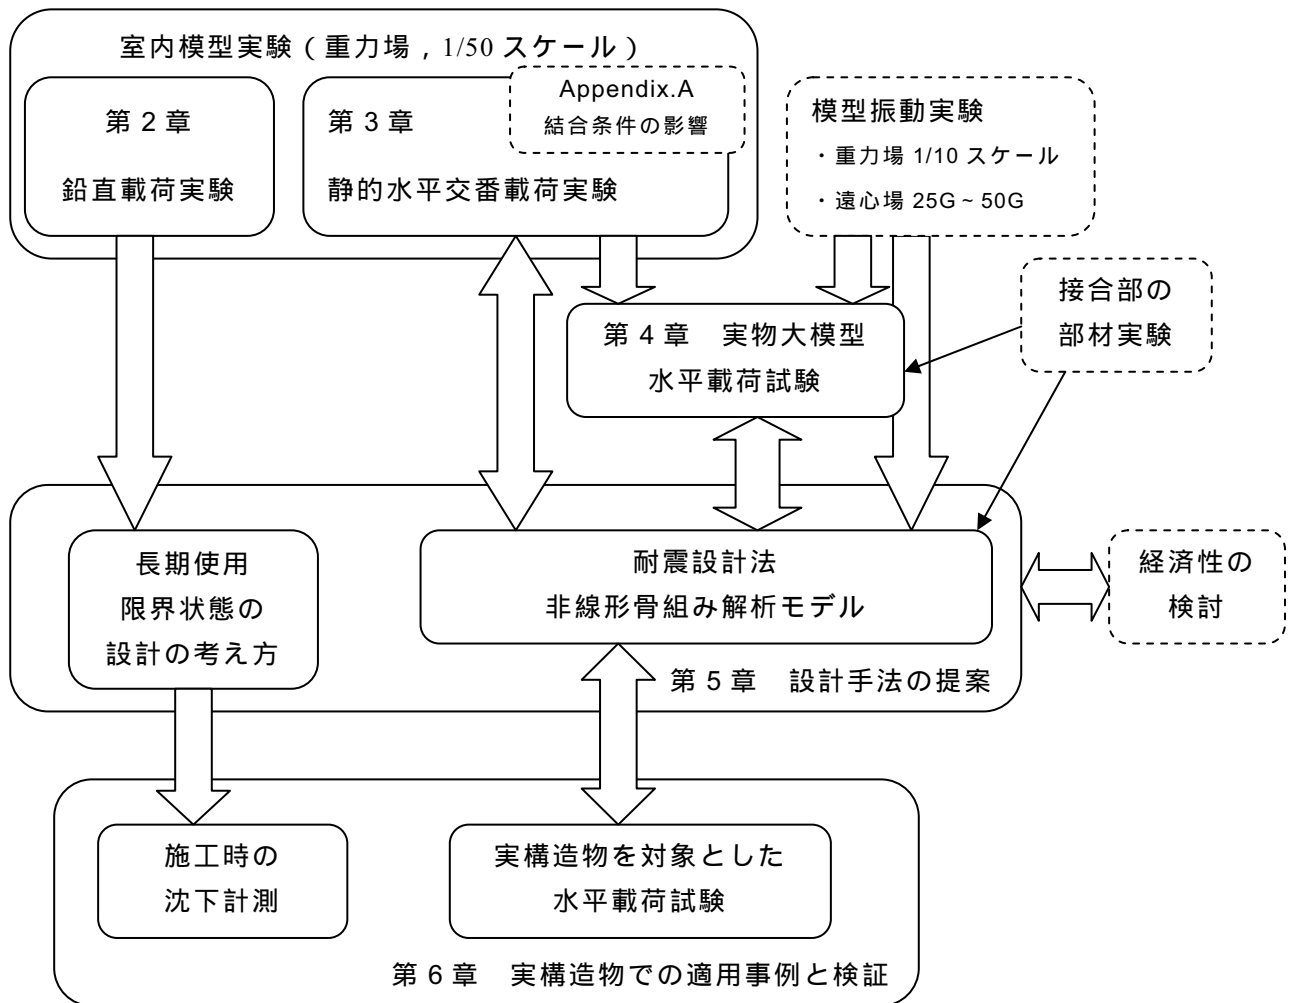 室内模型実験（重力場，1/50 スケール）
第2章
鉛直載荷実験
第3章
静的水平交番載荷実験
Appendix.A
結合条件の影響
模型振動実験
・重力場 1/10 スケール
・遠心場 25G～50G
接合部の
部材実験
第4章　実物大模型
水平載荷試験
長期使用
限界状態の
設計の考え方
耐震設計法
非線形骨組み解析モデル
第5章　設計手法の提案
経済性の
検討
施工時の
沈下計測
実構造物を対象とした
水平載荷試験
第6章　実構造物での適用事例と検証